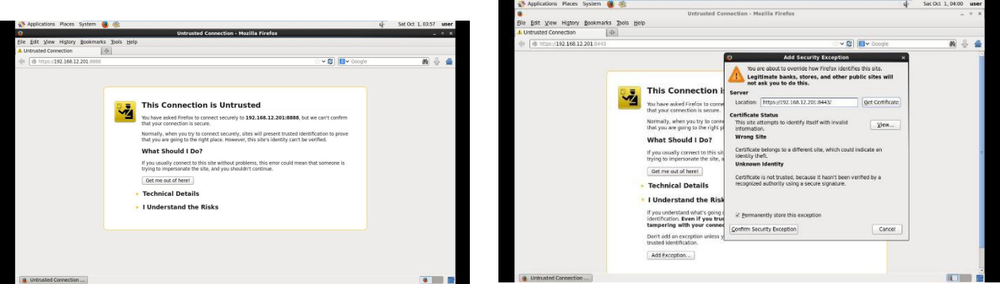 Applications Places System
Sat Oct 1, 03:57 user
Untrusted Connection - Mozilla Firefox
File Edit View History Bookmarks Tools Help
Untrusted Connection
https://192.168.12.201:8888
Google
This Connection is Untrusted
You have asked Firefox to connect securely to 192.168.12.201:8888, but we can't confirm
that your connection is secure.
Normally, when you try to connect securely, sites will present trusted identification to prove
that you are going to the right place. However, this site's identity can't be verified.
What Should I Do?
If you usually connect to this site without problems, this error could mean that someone is
trying to impersonate the site, and you shouldn't continue.
Get me out of here!
Technical Details
I Understand the Risks
Untrusted Connection ...
Applications Places System
Sat Oct 1, 04:00 user
Untrusted Connection - Mozilla Firefox
File Edit View History Bookmarks Tools Help
Untrusted Connection
https://192.168.12.201:8443
Google
This Connection i
You have asked Firefox to conne
that your connection is secure.
Normally, when you try to conne
that you are going to the right p
What Should I Do?
If you usually connect to this sit
trying to impersonate the site, a
Get me out of here!
Technical Details
I Understand the Risk
If you understand what's going o
identification. Even if you trus
tampering with your connec
Don't add an exception unless y
trusted identification.
Add Exception...
Add Security Exception
You are about to override how Firefox identifies this site.
Legitimate banks, stores, and other public sites will
not ask you to do this.
Server
Location: https://192.168.12.201:8443/ Get Certificate
Certificate Status
This site attempts to identify itself with invalid
information.
View...
Wrong Site
Certificate belongs to a different site, which could indicate an
identity theft.
Unknown Identity
Certificate is not trusted, because it hasn't been verified by a
recognized authority using a secure signature.
Permanently store this exception
Confirm Security Exception Cancel
Untrusted Connection ...